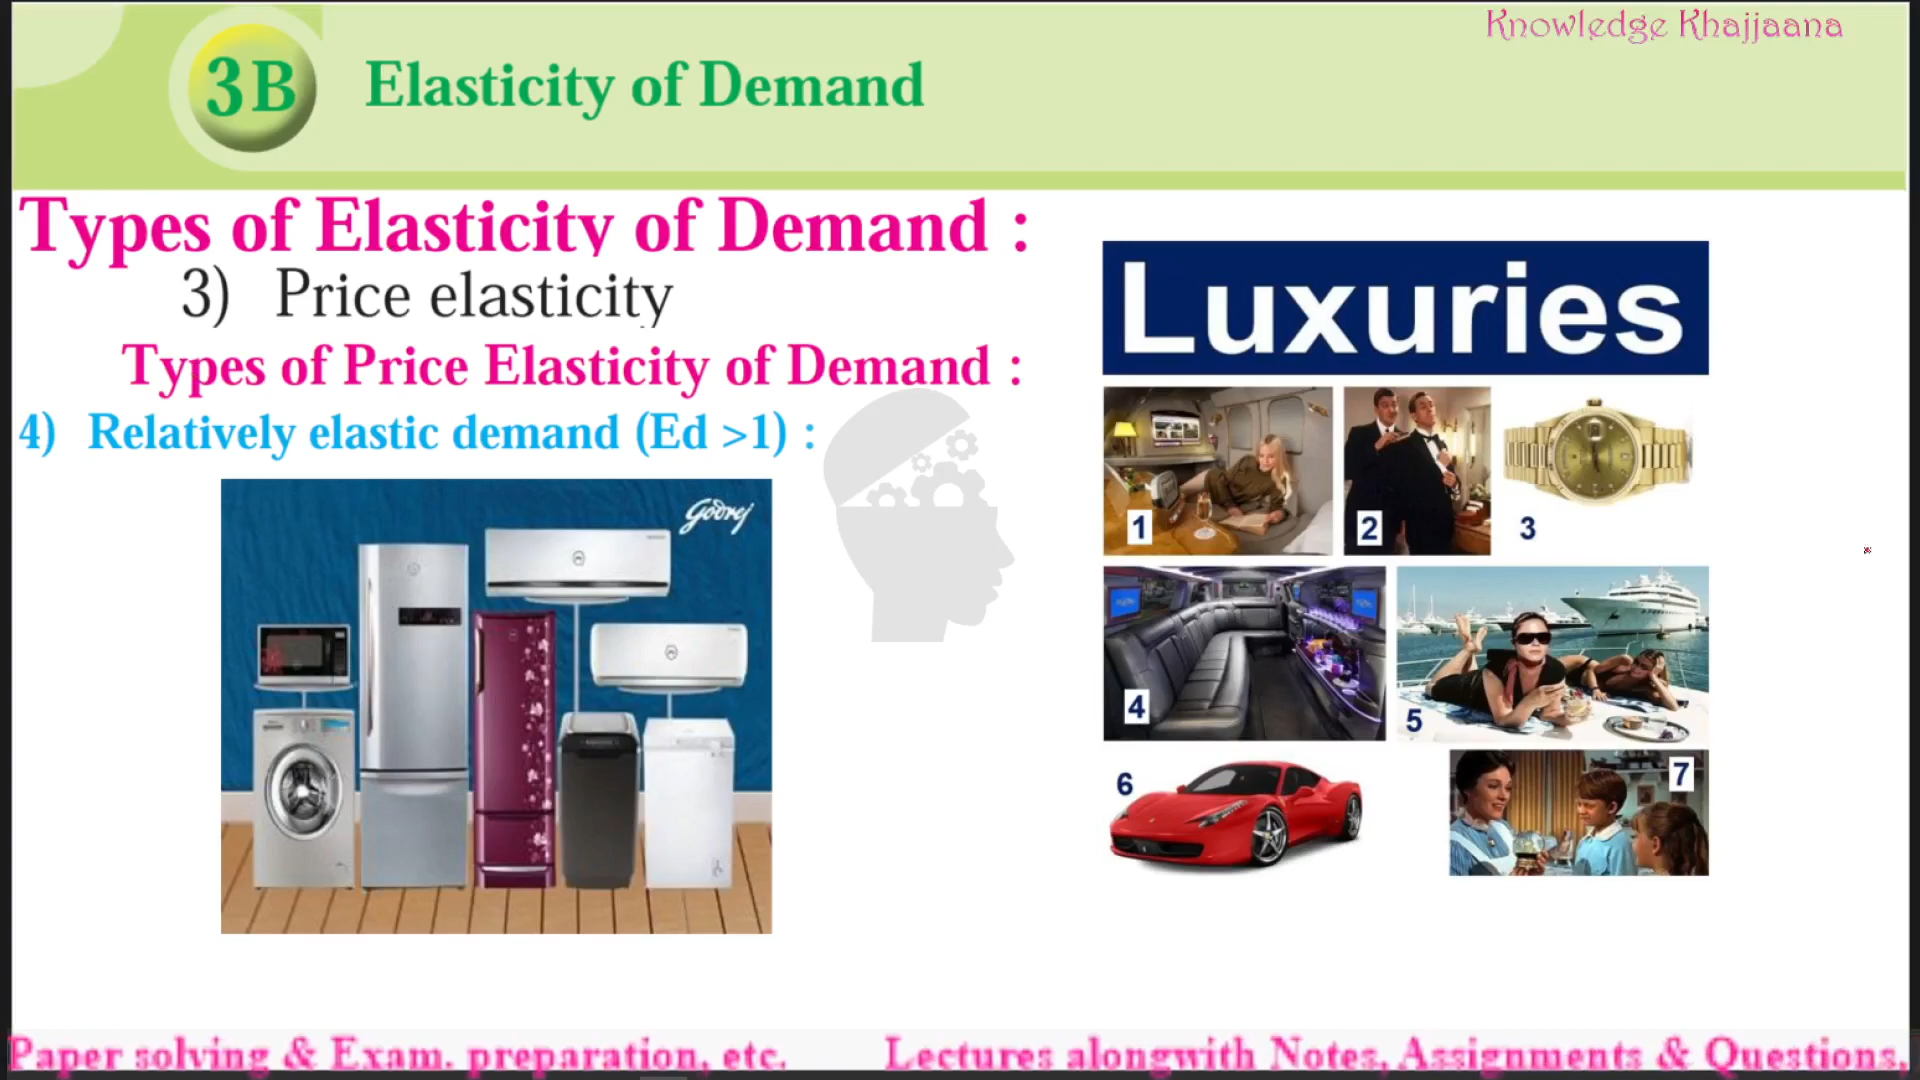 Knowledge Khajjaana
3B Elasticity of Demand
Types of Elasticity of Demand :
3) Price elasticity
Types of Price Elasticity of Demand :
4) Relatively elastic demand (Ed >1) :
Godrej
Luxuries
1
2
3
4
5
6
7
Paper solving & Exam. preparation, etc. Lectures alongwith Notes, Assignments & Questions,